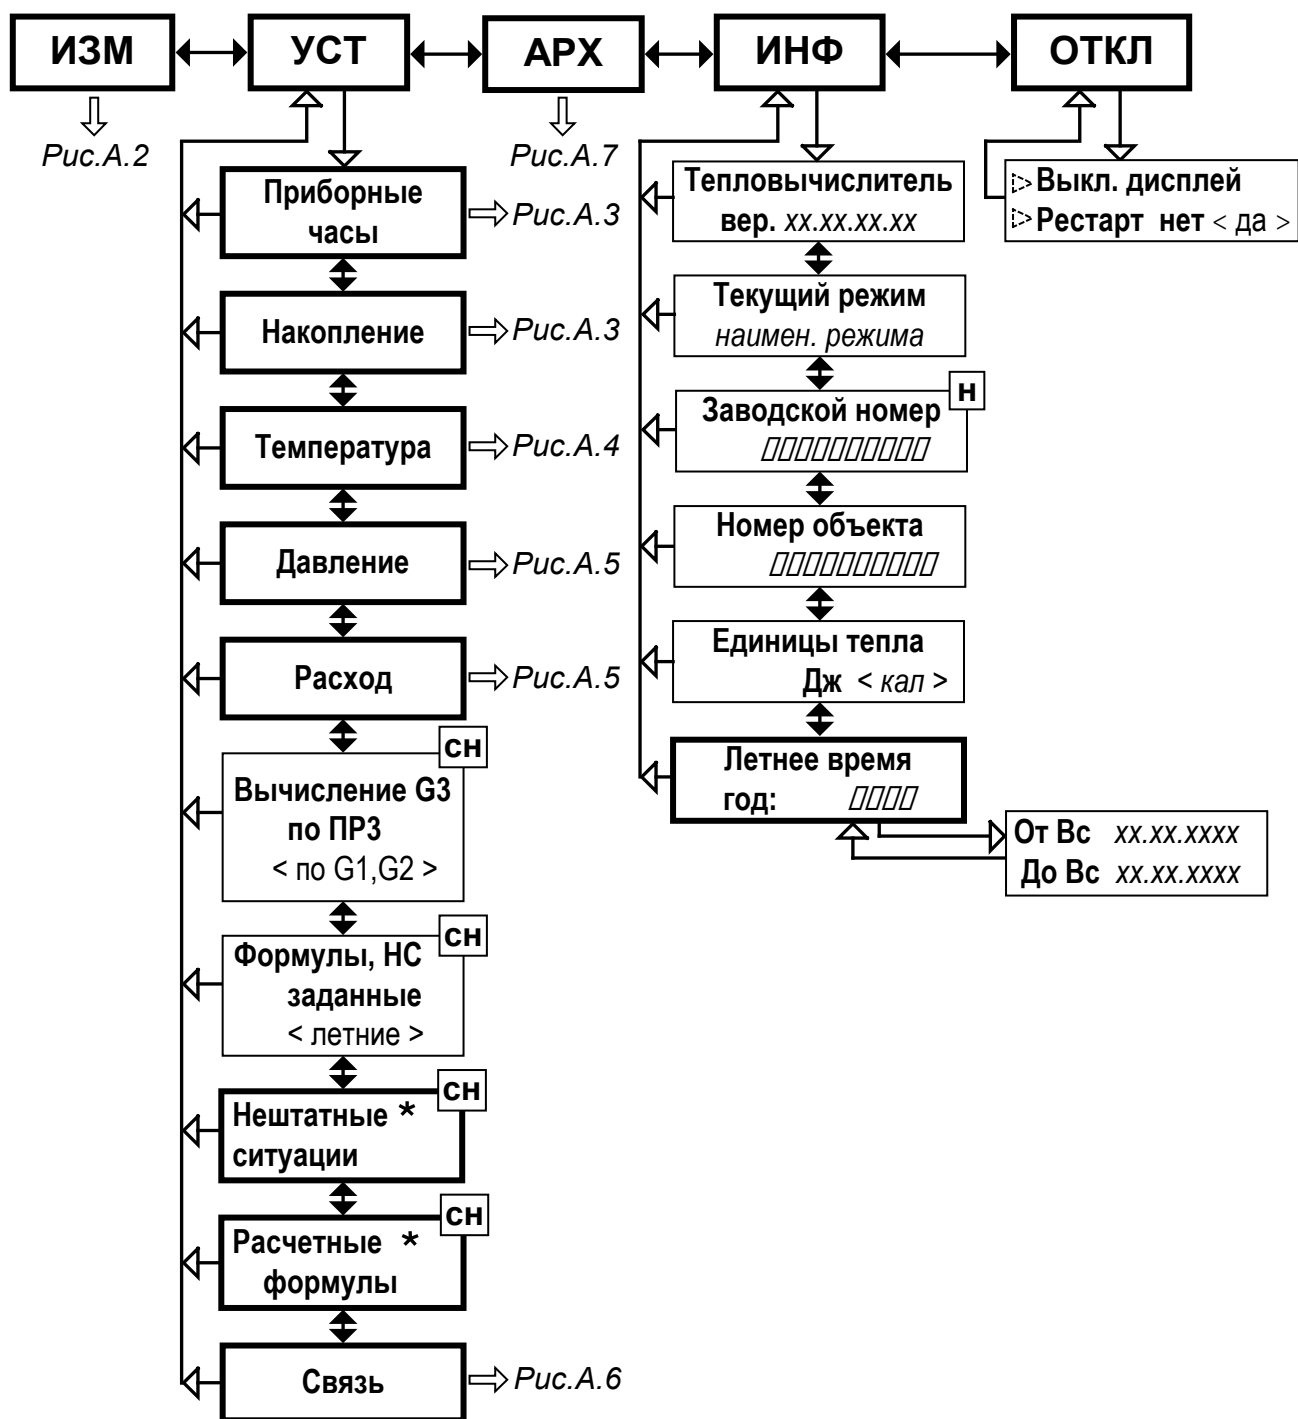 ИЗМ
УСТ
АРХ
ИНФ
ОТКЛ
Рис.А.2
Рис.А.7
Приборные
часы
Рис.А.3
Накопление
Рис.А.3
Температура
Рис.А.4
Давление
Рис.А.5
Расход
Рис.А.5
сн
Вычисление G3
по ПР3
< по G1,G2 >
сн
Формулы, НС
заданные
< летние >
сн
Нештатные *
ситуации
сн
Расчетные *
формулы
Связь
Рис.А.6
Тепловычислитель
вер. xx.xx.xx.xx
Текущий режим
наимен. режима
н
Заводской номер
▯▯▯▯▯▯▯▯▯▯
Номер объекта
▯▯▯▯▯▯▯▯▯▯
Единицы тепла
Дж < кал >
Летнее время
год: ▯▯▯▯
Выкл. дисплей
Рестарт нет < да >
От Вс xx.xx.xxxx
До Вс xx.xx.xxxx